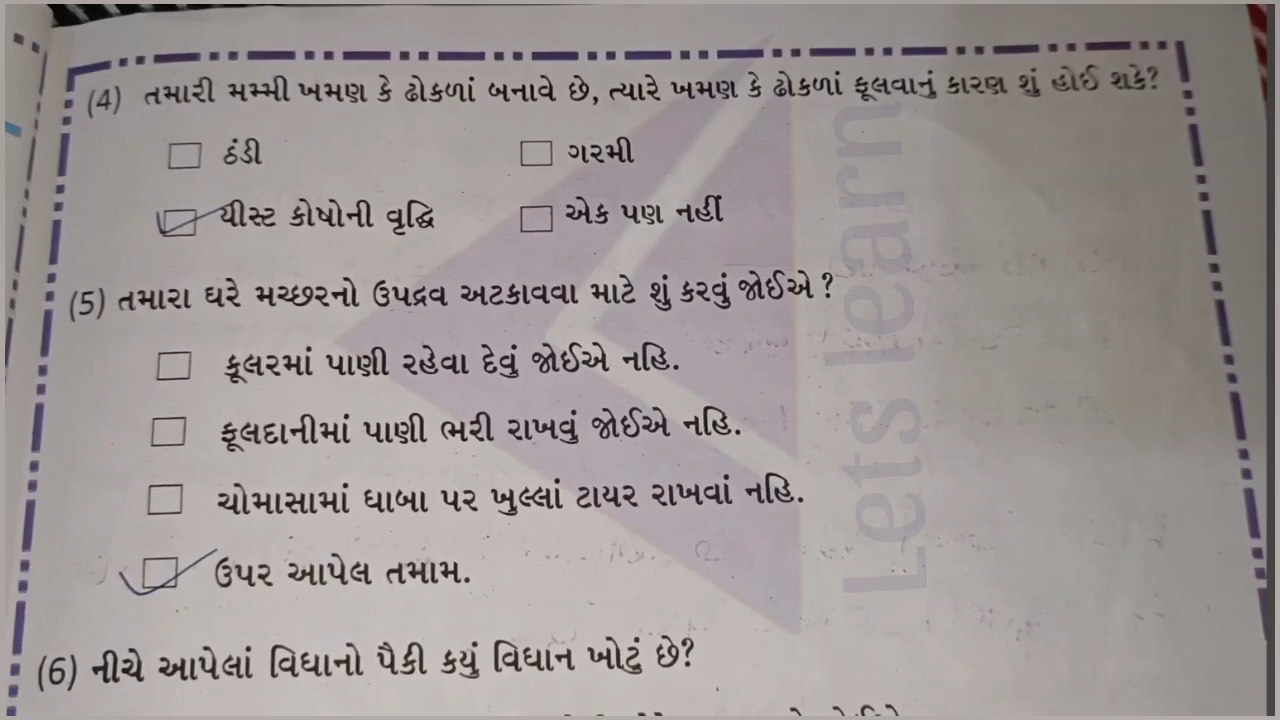 (4) તમારી મમ્મી ખમણ કે ઢોકળાં બનાવે છે, ત્યારે ખમણ કે ઢોકળાં ફૂલવાનું કારણ શું હોઈ શકે?
ઠંડી ગરમી
યીસ્ટ કોષોની વૃદ્ધિ એક પણ નહીં
(5) તમારા ઘરે મચ્છરનો ઉપદ્રવ અટકાવવા માટે શું કરવું જોઈએ ?
કૂલરમાં પાણી રહેવા દેવું જોઈએ નહિ.
ફૂલદાનીમાં પાણી ભરી રાખવું જોઈએ નહિ.
ચોમાસામાં ધાબા પર ખુલ્લાં ટાયર રાખવાં નહિ.
ઉપર આપેલ તમામ.
(6) નીચે આપેલાં વિધાનો પૈકી કયું વિધાન ખોટું છે?
Lets learn